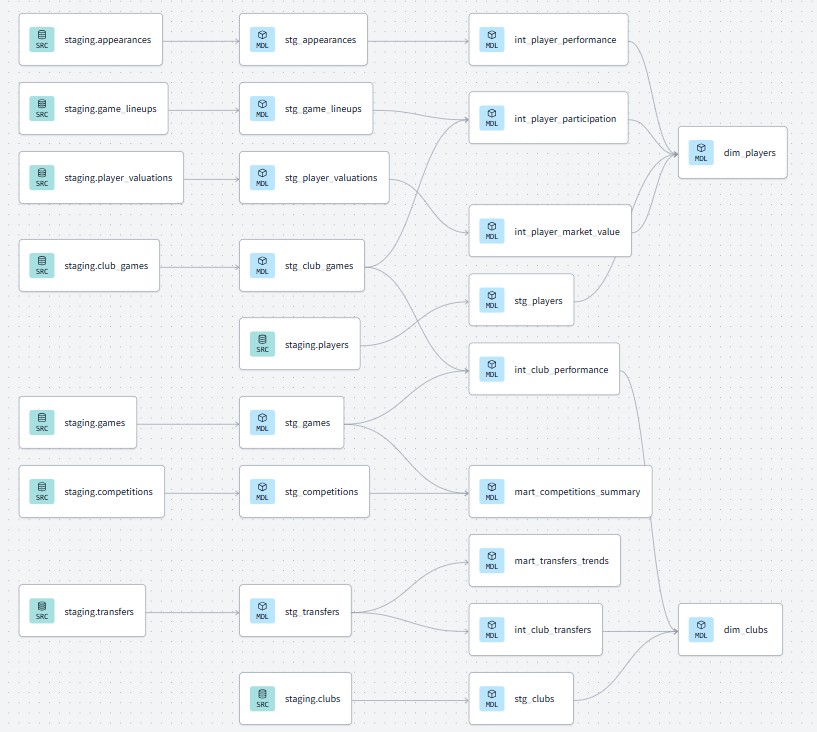 SRC staging.appearances
MDL stg_appearances
MDL int_player_performance
SRC staging.game_lineups
MDL stg_game_lineups
MDL int_player_participation
MDL dim_players
SRC staging.player_valuations
MDL stg_player_valuations
MDL int_player_market_value
SRC staging.club_games
MDL stg_club_games
MDL stg_players
SRC staging.players
MDL int_club_performance
SRC staging.games
MDL stg_games
SRC staging.competitions
MDL stg_competitions
MDL mart_competitions_summary
MDL mart_transfers_trends
SRC staging.transfers
MDL stg_transfers
MDL int_club_transfers
MDL dim_clubs
SRC staging.clubs
MDL stg_clubs